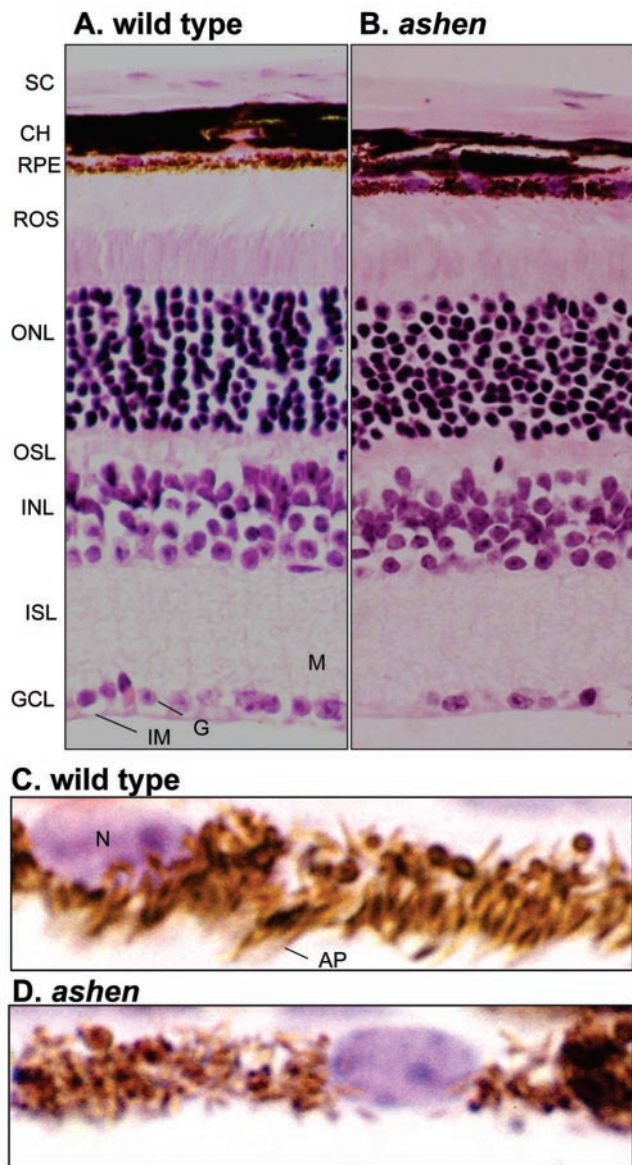 A. wild type
B. ashen
SC
CH
RPE
ROS
ONL
OSL
INL
ISL
GCL
M
G
IM
C. wild type
N
AP
D. ashen